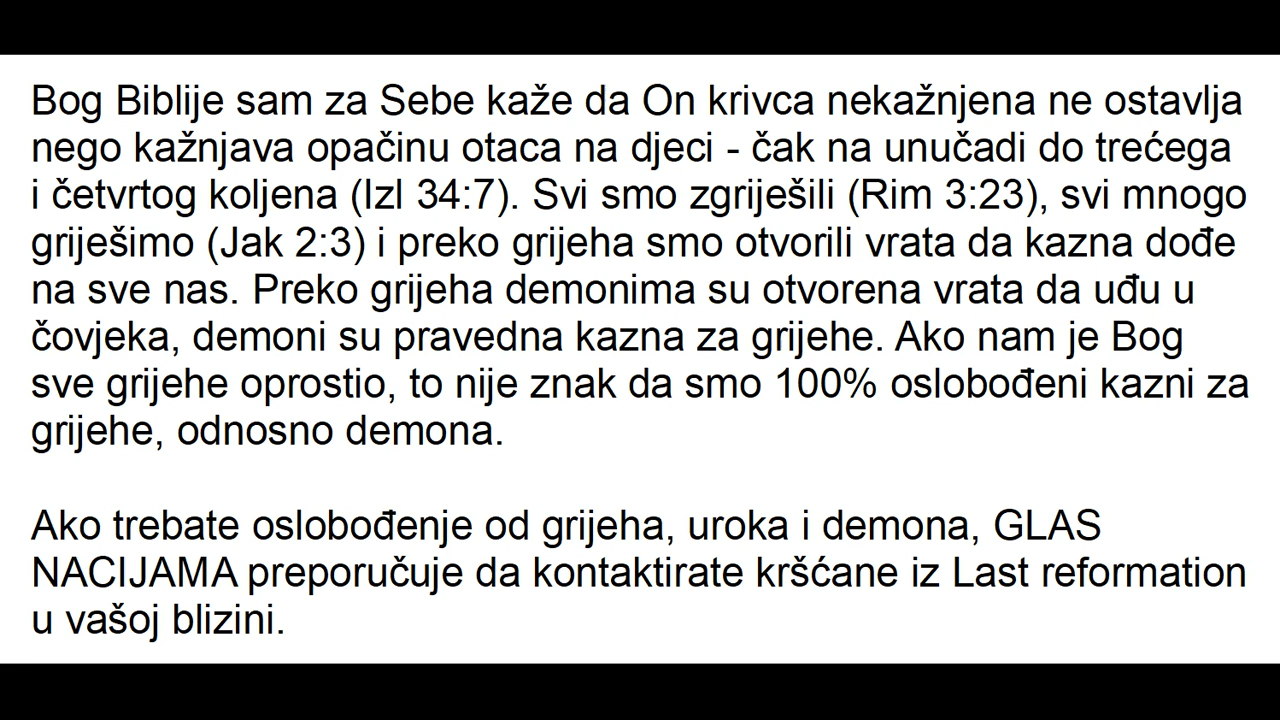 Bog Biblije sam za Sebe kaže da On krivca nekažnjena ne ostavlja
nego kažnjava opačinu otaca na djeci - čak na unučadi do trećega
i četvrtog koljena (Izl 34:7). Svi smo zgriješili (Rim 3:23), svi mnogo
griješimo (Jak 2:3) i preko grijeha smo otvorili vrata da kazna dođe
na sve nas. Preko grijeha demonima su otvorena vrata da uđu u
čovjeka, demoni su pravedna kazna za grijehe. Ako nam je Bog
sve grijehe oprostio, to nije znak da smo 100% oslobođeni kazni za
grijehe, odnosno demona.
Ako trebate oslobođenje od grijeha, uroka i demona, GLAS
NACIJAMA preporučuje da kontaktirate kršćane iz Last reformation
u vašoj blizini.